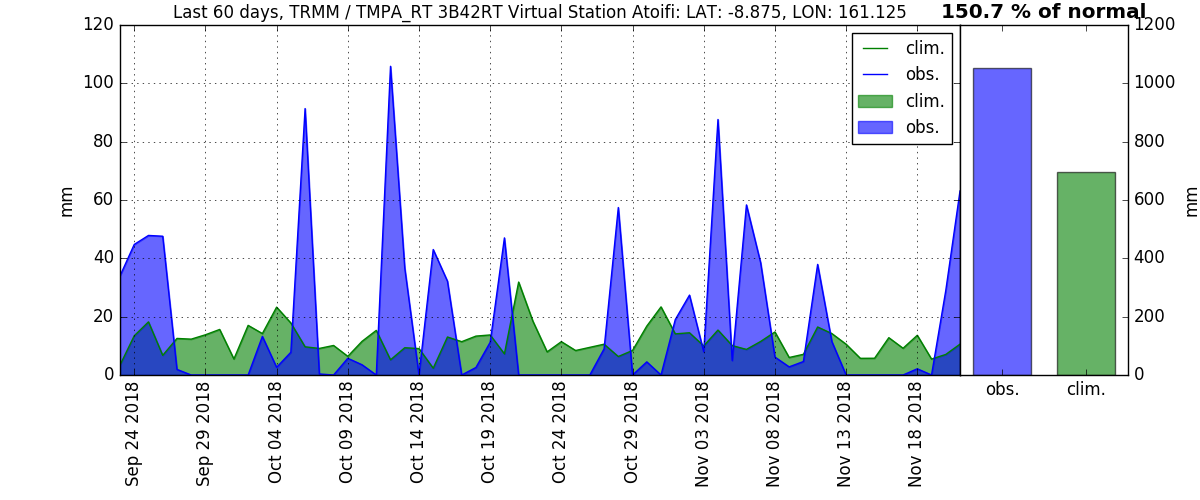 Last 60 days, TRMM / TMPA_RT 3B42RT Virtual Station Atoifi: LAT: -8.875, LON: 161.125
150.7 % of normal
120
100
80
60
40
20
0
mm
clim.
obs.
clim.
obs.
1200
1000
800
600
400
200
0
mm
obs.
clim.
Sep 24 2018
Sep 29 2018
Oct 04 2018
Oct 09 2018
Oct 14 2018
Oct 19 2018
Oct 24 2018
Oct 29 2018
Nov 03 2018
Nov 08 2018
Nov 13 2018
Nov 18 2018